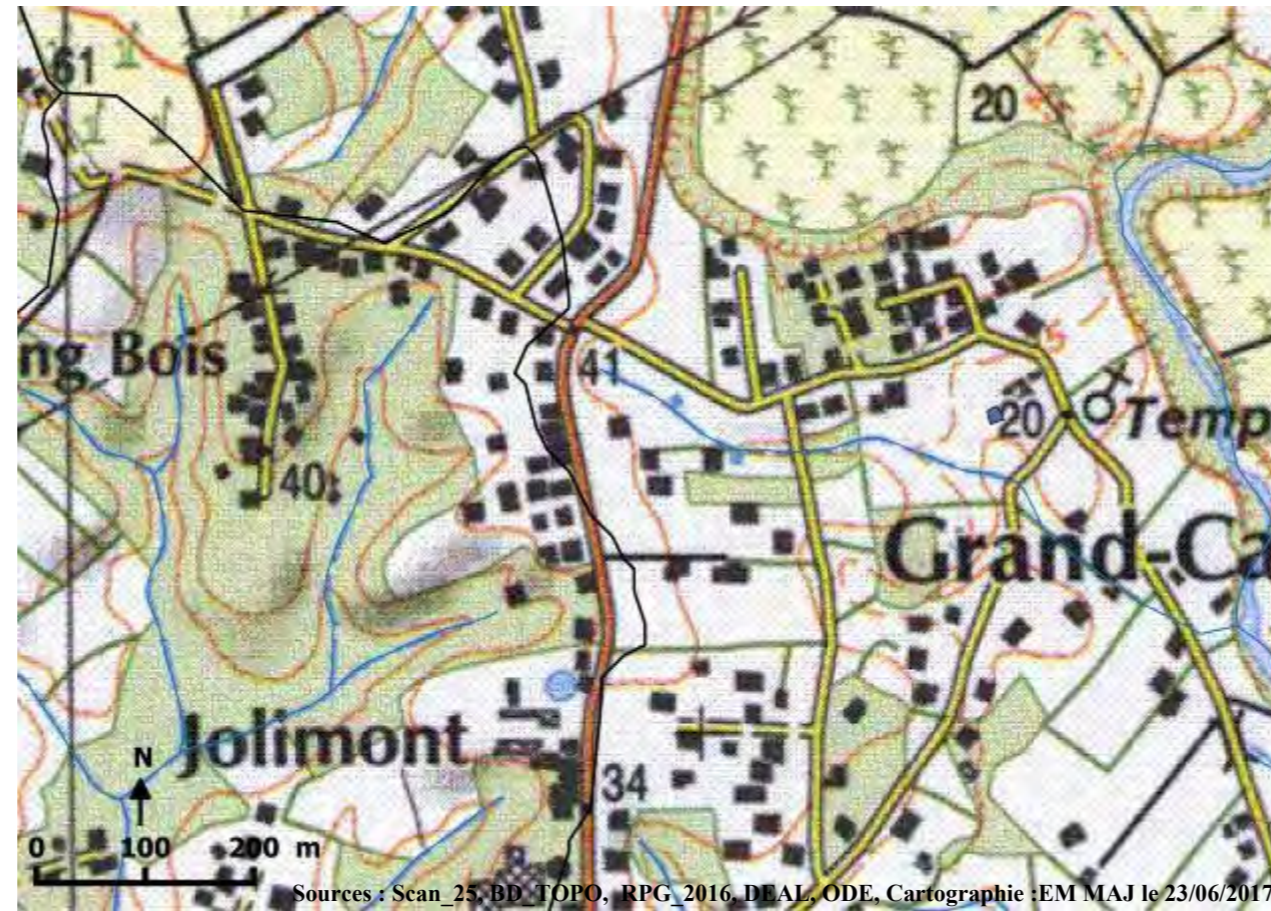 61
20
ng Bois
41
20
Temp
40
Grand-Ca
Jolimont
N
34
0 100 200 m
Sources : Scan_25, BD_TOPO, RPG_2016, DEAL, ODE, Cartographie :EM MAJ le 23/06/2017